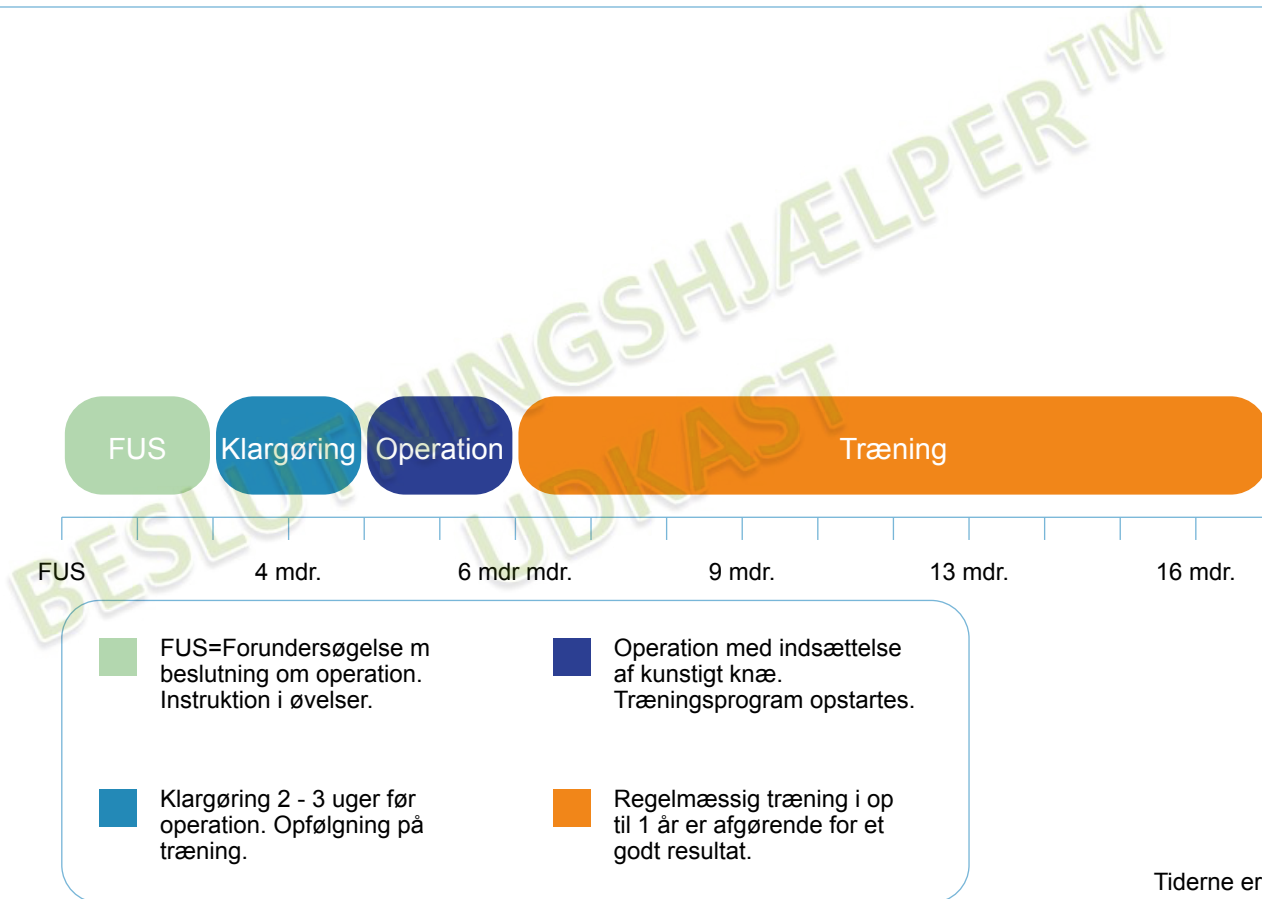 BESLUTNINGSHJÆLPER™
UDKAST
FUS
Klargøring
Operation
Træning
FUS
4 mdr.
6 mdr mdr.
9 mdr.
13 mdr.
16 mdr.
FUS=Forundersøgelse m
beslutning om operation.
Instruktion i øvelser.
Operation med indsættelse
af kunstigt knæ.
Træningsprogram opstartes.
Klargøring 2 - 3 uger før
operation. Opfølgning på
træning.
Regelmæssig træning i op
til 1 år er afgørende for et
godt resultat.
Tiderne er